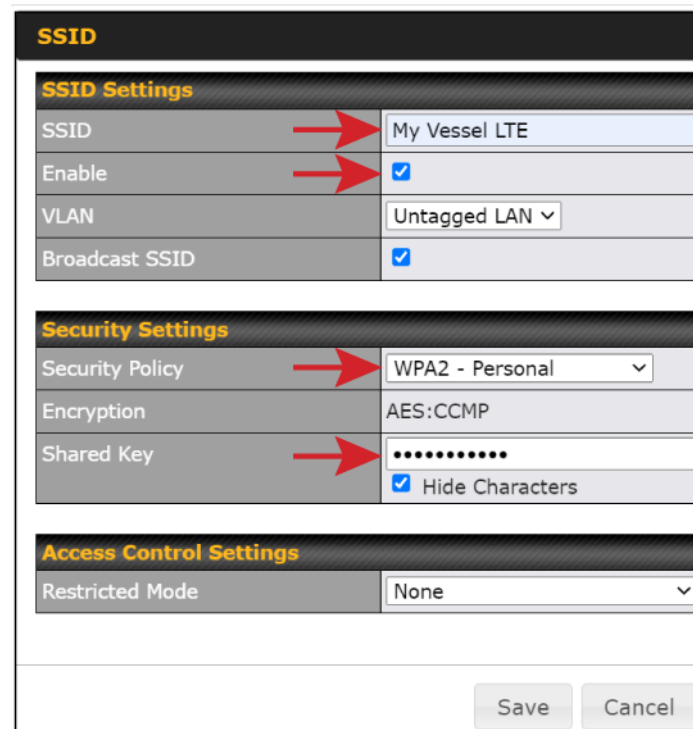 SSID
SSID Settings
SSID My Vessel LTE
Enable
VLAN Untagged LAN
Broadcast SSID
Security Settings
Security Policy WPA2 - Personal
Encryption AES:CCMP
Shared Key •••••••••••
Hide Characters
Access Control Settings
Restricted Mode None
Save Cancel